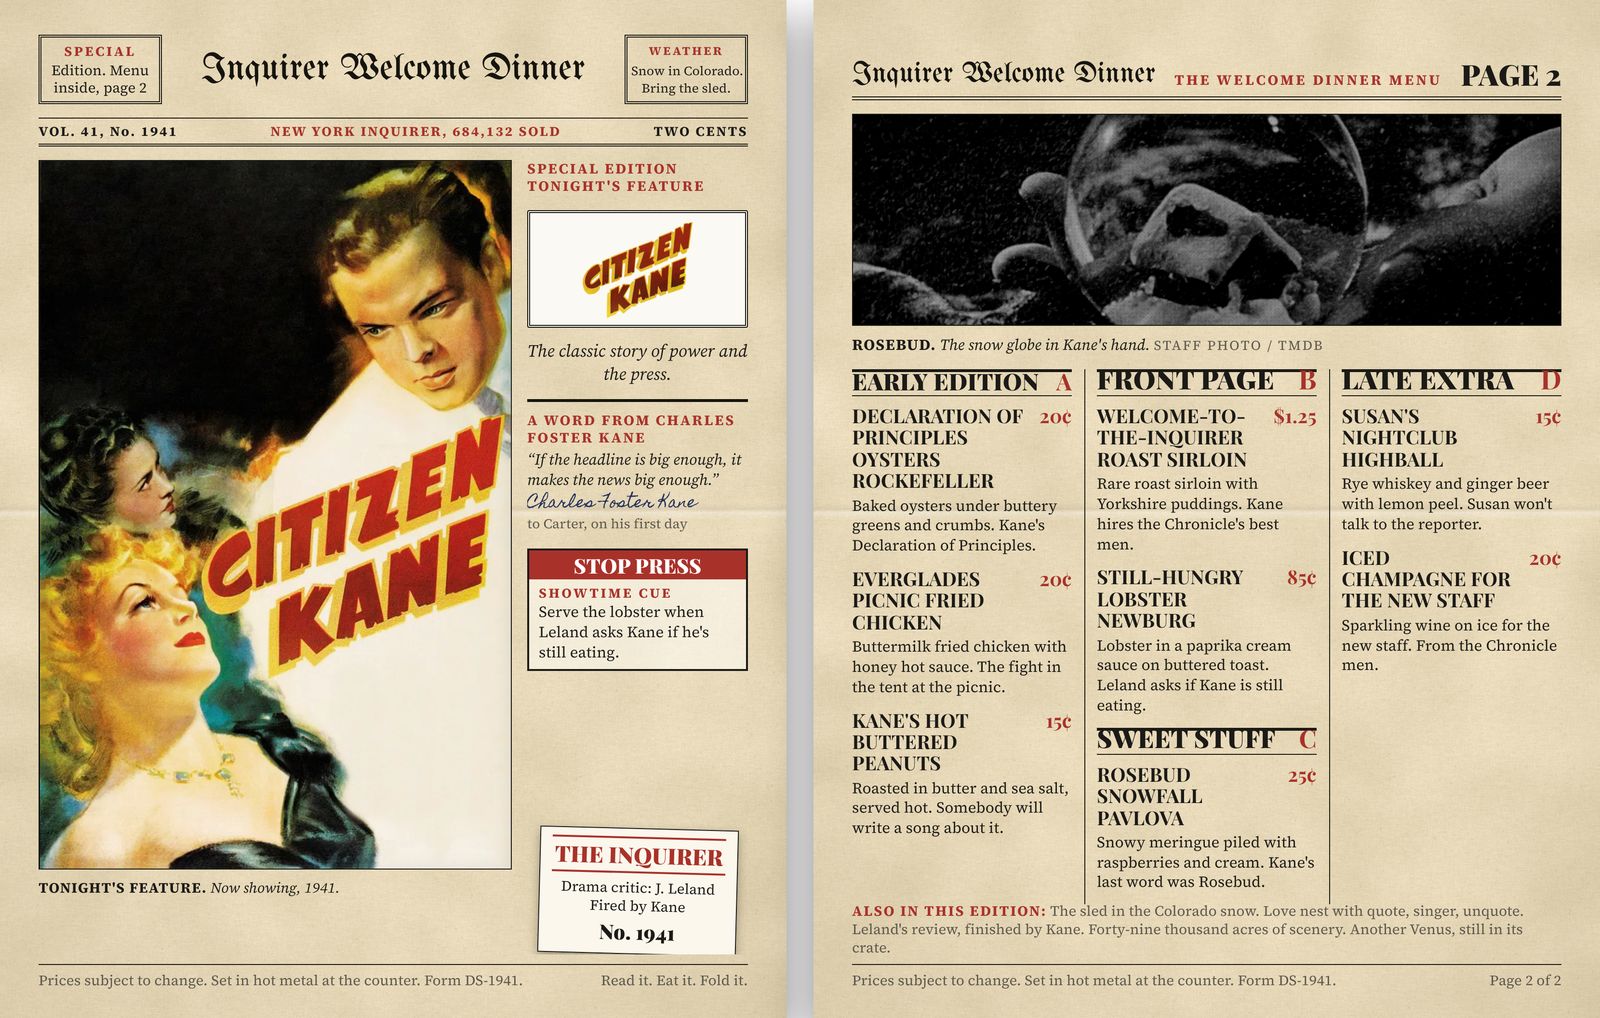 SPECIAL
Edition. Menu
inside, page 2
Inquirer Welcome Dinner
WEATHER
Snow in Colorado.
Bring the sled.
VOL. 41, No. 1941
NEW YORK INQUIRER, 684,132 SOLD
TWO CENTS
CITIZEN
KANE
TONIGHT'S FEATURE. Now showing, 1941.
SPECIAL EDITION
TONIGHT'S FEATURE
CITIZEN
KANE
The classic story of power and
the press.
A WORD FROM CHARLES
FOSTER KANE
“If the headline is big enough, it
makes the news big enough.”
Charles Foster Kane
to Carter, on his first day
STOP PRESS
SHOWTIME CUE
Serve the lobster when
Leland asks Kane if he's
still eating.
THE INQUIRER
Drama critic: J. Leland
Fired by Kane
No. 1941
Prices subject to change. Set in hot metal at the counter. Form DS-1941.
Read it. Eat it. Fold it.
Inquirer Welcome Dinner
THE WELCOME DINNER MENU
PAGE 2
ROSEBUD. The snow globe in Kane's hand. STAFF PHOTO / TMDB
EARLY EDITION A
DECLARATION OF 20¢
PRINCIPLES
OYSTERS
ROCKEFELLER
Baked oysters under buttery
greens and crumbs. Kane's
Declaration of Principles.
EVERGLADES 20¢
PICNIC FRIED
CHICKEN
Buttermilk fried chicken with
honey hot sauce. The fight in
the tent at the picnic.
KANE'S HOT 15¢
BUTTERED
PEANUTS
Roasted in butter and sea salt,
served hot. Somebody will
write a song about it.
FRONT PAGE B
WELCOME-TO- $1.25
THE-INQUIRER
ROAST SIRLOIN
Rare roast sirloin with
Yorkshire puddings. Kane
hires the Chronicle's best
men.
STILL-HUNGRY 85¢
LOBSTER
NEWBURG
Lobster in a paprika cream
sauce on buttered toast.
Leland asks if Kane is still
eating.
SWEET STUFF C
ROSEBUD 25¢
SNOWFALL
PAVLOVA
Snowy meringue piled with
raspberries and cream. Kane's
last word was Rosebud.
LATE EXTRA D
SUSAN'S 15¢
NIGHTCLUB
HIGHBALL
Rye whiskey and ginger beer
with lemon peel. Susan won't
talk to the reporter.
ICED 20¢
CHAMPAGNE FOR
THE NEW STAFF
Sparkling wine on ice for the
new staff. From the Chronicle
men.
ALSO IN THIS EDITION: The sled in the Colorado snow. Love nest with quote, singer, unquote.
Leland's review, finished by Kane. Forty-nine thousand acres of scenery. Another Venus, still in its
crate.
Prices subject to change. Set in hot metal at the counter. Form DS-1941.
Page 2 of 2